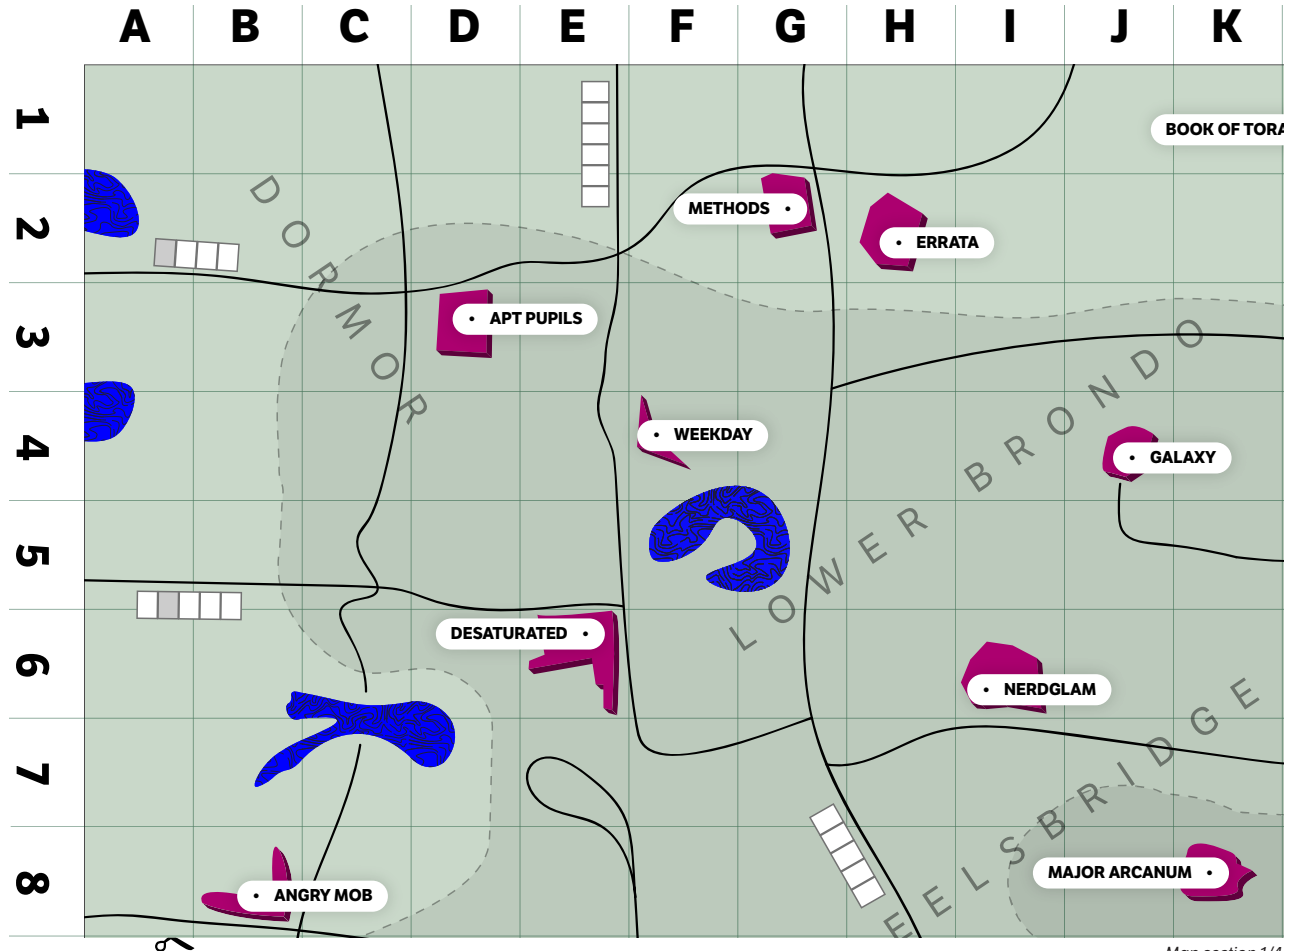 A B C D E F G H I J K
1
BOOK OF TORA
DORMOR
2
METHODS
ERRATA
3
APT PUPILS
LOWER BRONDO
4
WEEKDAY
GALAXY
5
6
DESATURATED
NERDGLAM
EELSBRIDGE
7
8
MAJOR ARCANUM
ANGRY MOB